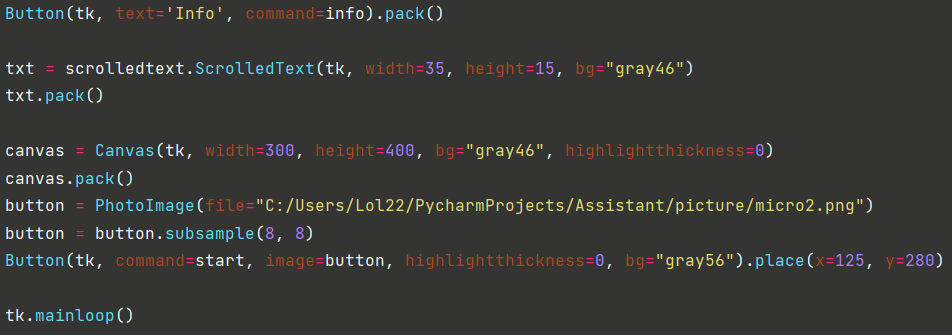 Button(tk, text='Info', command=info).pack()
txt = scrolledtext.ScrolledText(tk, width=35, height=15, bg="gray46")
txt.pack()
canvas = Canvas(tk, width=300, height=400, bg="gray46", highlightthickness=0)
canvas.pack()
button = PhotoImage(file="C:/Users/Lol22/PycharmProjects/Assistant/picture/micro2.png")
button = button.subsample(8, 8)
Button(tk, command=start, image=button, highlightthickness=0, bg="gray56").place(x=125, y=280)
tk.mainloop()